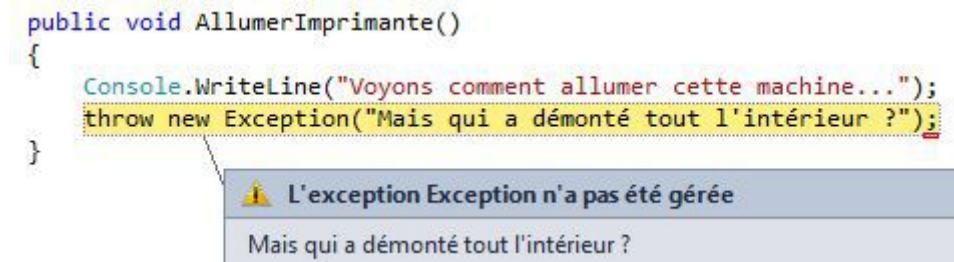 public void AllumerImprimante()
{
Console.WriteLine("Voyons comment allumer cette machine...");
throw new Exception("Mais qui a démonté tout l'intérieur ?");
}
L'exception Exception n'a pas été gérée
Mais qui a démonté tout l'intérieur ?